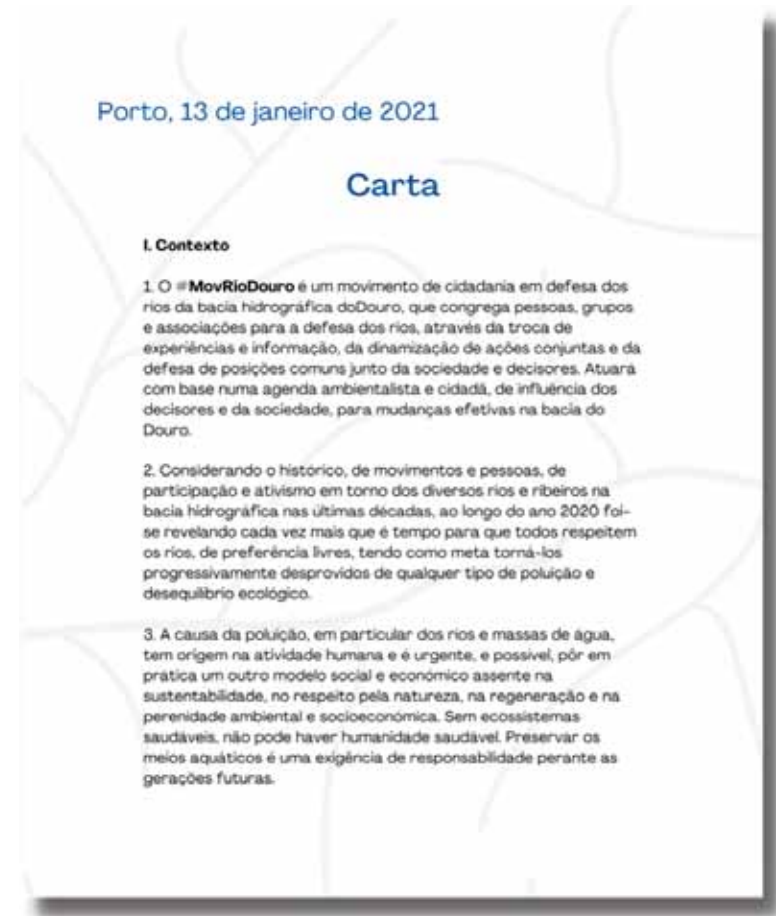 Porto, 13 de janeiro de 2021
Carta
I. Contexto
1. O #MovRioDouro é um movimento de cidadania em defesa dos
rios da bacia hidrográfica doDouro, que congrega pessoas, grupos
e associações para a defesa dos rios, através da troca de
experiências e informação, da dinamização de ações conjuntas e da
defesa de posições comuns junto da sociedade e decisores. Atuará
com base numa agenda ambientalista e cidadã, de influência dos
decisores e da sociedade, para mudanças efetivas na bacia do
Douro.
2. Considerando o histórico, de movimentos e pessoas, de
participação e ativismo em torno dos diversos rios e ribeiros na
bacia hidrográfica nas últimas décadas, ao longo do ano 2020 foi-
se revelando cada vez mais que é tempo para que todos respeitem
os rios, de preferência livres, tendo como meta torná-los
progressivamente desprovidos de qualquer tipo de poluição e
desequilíbrio ecológico.
3. A causa da poluição, em particular dos rios e massas de água,
tem origem na atividade humana e é urgente, e possível, pôr em
prática um outro modelo social e económico assente na
sustentabilidade, no respeito pela natureza, na regeneração e na
perenidade ambiental e socioeconómica. Sem ecossistemas
saudáveis, não pode haver humanidade saudável. Preservar os
meios aquáticos é uma exigência de responsabilidade perante as
gerações futuras.